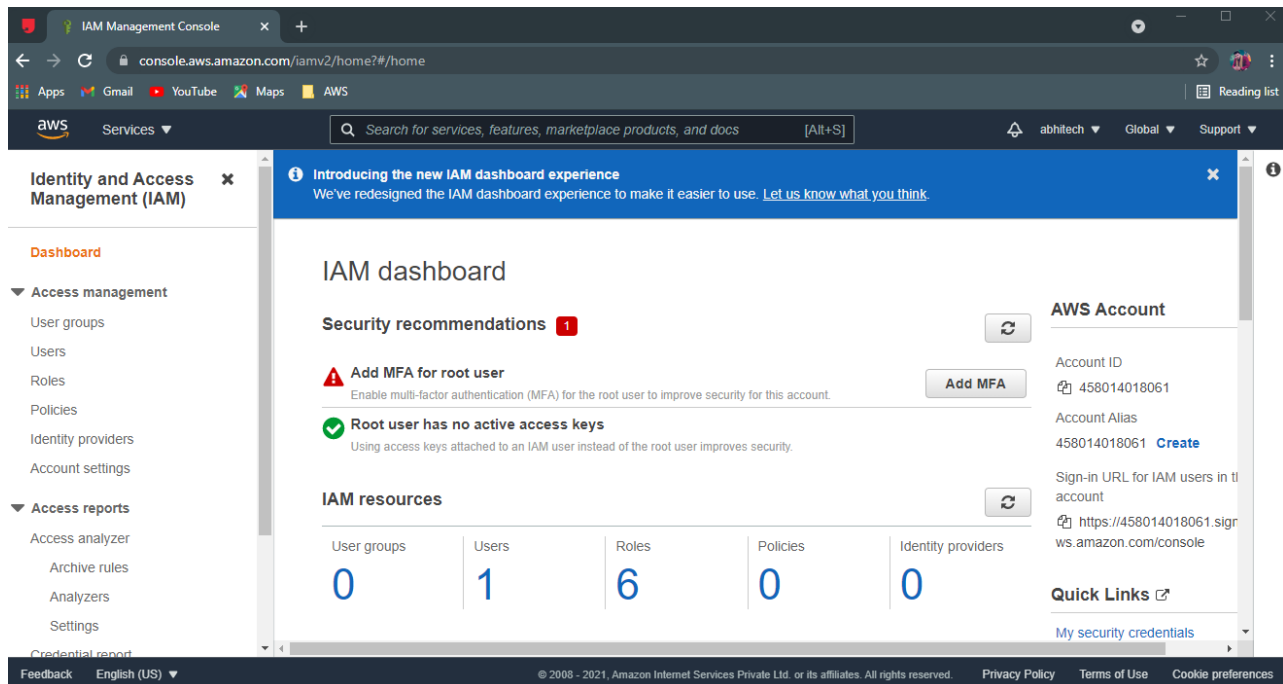 IAM Management Console
console.aws.amazon.com/iamv2/home?#/home
Apps Gmail YouTube Maps AWS Reading list
aws Services Search for services, features, marketplace products, and docs [Alt+S] abhitech Global Support
Identity and Access
Management (IAM)
Dashboard
Access management
User groups
Users
Roles
Policies
Identity providers
Account settings
Access reports
Access analyzer
Archive rules
Analyzers
Settings
Credential report
Introducing the new IAM dashboard experience
We've redesigned the IAM dashboard experience to make it easier to use. Let us know what you think.
IAM dashboard
Security recommendations 1
Add MFA for root user
Enable multi-factor authentication (MFA) for the root user to improve security for this account.
Add MFA
Root user has no active access keys
Using access keys attached to an IAM user instead of the root user improves security.
IAM resources
User groups Users Roles Policies Identity providers
0 1 6 0 0
AWS Account
Account ID
458014018061
Account Alias
458014018061 Create
Sign-in URL for IAM users in
account
https://458014018061.sign
ws.amazon.com/console
Quick Links
My security credentials
Feedback English (US) © 2008 - 2021, Amazon Internet Services Private Ltd. or its affiliates. All rights reserved. Privacy Policy Terms of Use Cookie preferences